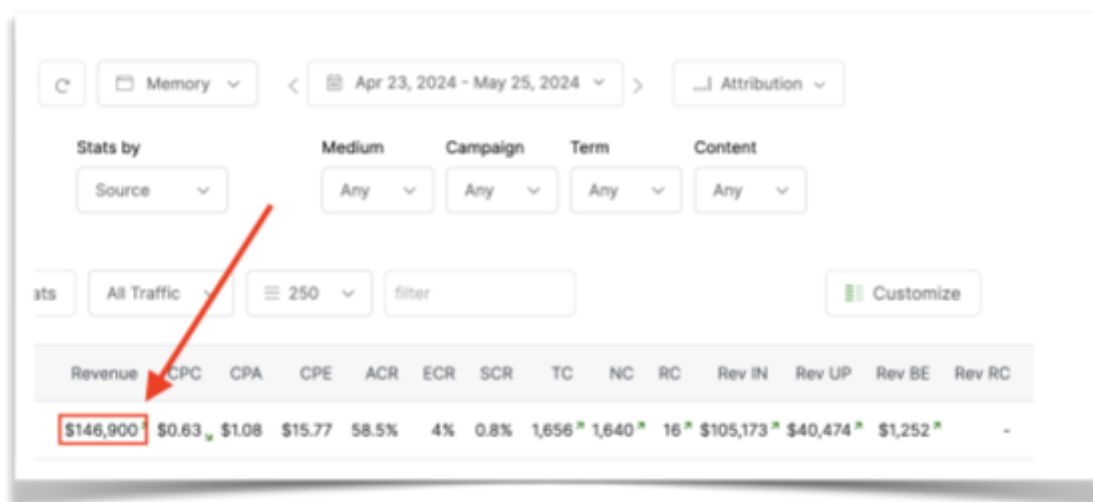 Memory Apr 23, 2024 - May 25, 2024 ...| Attribution
Stats by Medium Campaign Term Content
Source Any Any Any Any
ats All Traffic 250 filter Customize
Revenue CPC CPA CPE ACR ECR SCR TC NC RC Rev IN Rev UP Rev BE Rev RC
$146,900 $0.63 $1.08 $15.77 58.5% 4% 0.8% 1,656 1,640 16 $105,173 $40,474 $1,252 -